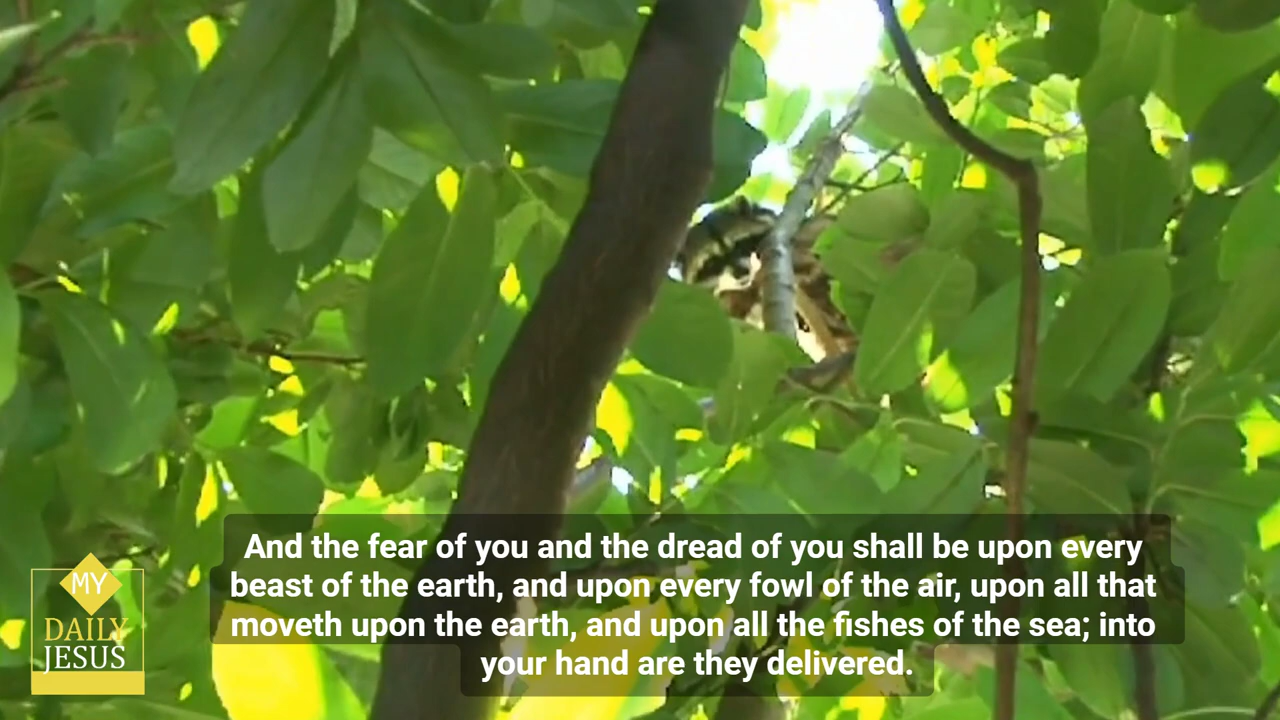 And the fear of you and the dread of you shall be upon every
beast of the earth, and upon every fowl of the air, upon all that
moveth upon the earth, and upon all the fishes of the sea; into
your hand are they delivered.
MY
DAILY
JESUS